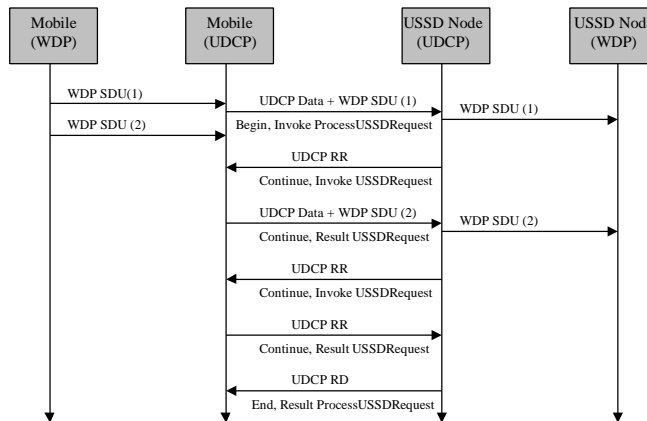 Mobile
(WDP)
Mobile
(UDCP)
USSD Node
(UDCP)
USSD Node
(WDP)
WDP SDU(1)
UDCP Data + WDP SDU (1)
WDP SDU (1)
WDP SDU (2)
Begin, Invoke ProcessUSSDRequest
UDCP RR
Continue, Invoke USSDRequest
UDCP Data + WDP SDU (2)
WDP SDU (2)
Continue, Result USSDRequest
UDCP RR
Continue, Invoke USSDRequest
UDCP RR
Continue, Result USSDRequest
UDCP RD
End, Result ProcessUSSDRequest